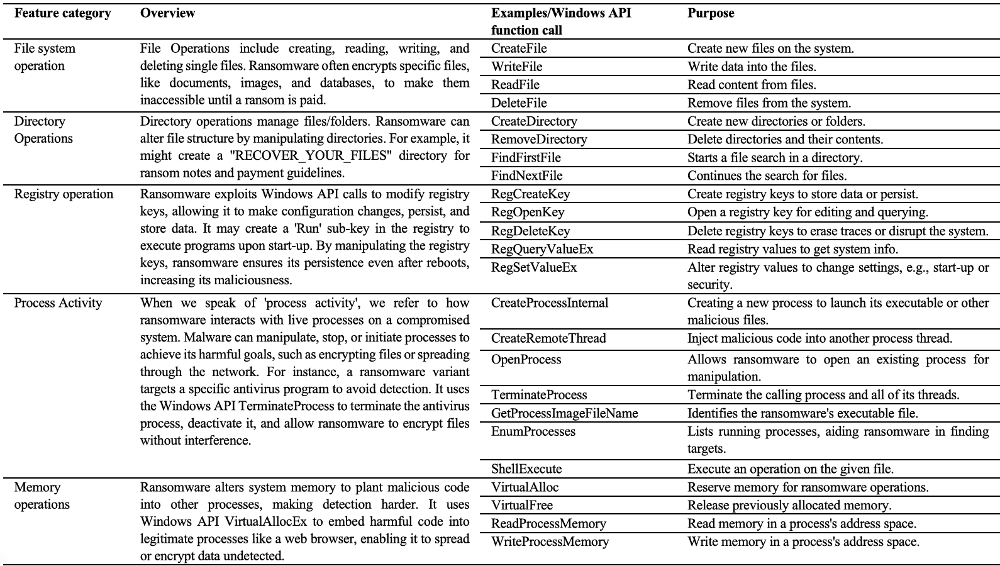 Feature category Overview Examples/Windows API Purpose
function call
File system File Operations include creating, reading, writing, and CreateFile Create new files on the system.
operation deleting single files. Ransomware often encrypts specific files, WriteFile Write data into the files.
like documents, images, and databases, to make them ReadFile Read content from files.
inaccessible until a ransom is paid. DeleteFile Remove files from the system.
Directory Directory operations manage files/folders. Ransomware can CreateDirectory Create new directories or folders.
Operations alter file structure by manipulating directories. For example, it RemoveDirectory Delete directories and their contents.
might create a "RECOVER_YOUR_FILES" directory for FindFirstFile Starts a file search in a directory.
ransom notes and payment guidelines. FindNextFile Continues the search for files.
Registry operation Ransomware exploits Windows API calls to modify registry RegCreateKey Create registry keys to store data or persist.
keys, allowing it to make configuration changes, persist, and RegOpenKey Open a registry key for editing and querying.
store data. It may create a 'Run' sub-key in the registry to RegDeleteKey Delete registry keys to erase traces or disrupt the system.
execute programs upon start-up. By manipulating the registry RegQueryValueEx Read registry values to get system info.
keys, ransomware ensures its persistence even after reboots, RegSetValueEx Alter registry values to change settings, e.g., start-up or
increasing its maliciousness. security.
Process Activity When we speak of 'process activity', we refer to how CreateProcessInternal Creating a new process to launch its executable or other
ransomware interacts with live processes on a compromised malicious files.
system. Malware can manipulate, stop, or initiate processes to CreateRemoteThread Inject malicious code into another process thread.
achieve its harmful goals, such as encrypting files or spreading OpenProcess Allows ransomware to open an existing process for
through the network. For instance, a ransomware variant manipulation.
targets a specific antivirus program to avoid detection. It uses TerminateProcess Terminate the calling process and all of its threads.
the Windows API TerminateProcess to terminate the antivirus GetProcessImageFileName Identifies the ransomware's executable file.
process, deactivate it, and allow ransomware to encrypt files EnumProcesses Lists running processes, aiding ransomware in finding
without interference. targets.
ShellExecute Execute an operation on the given file.
Memory Ransomware alters system memory to plant malicious code VirtualAlloc Reserve memory for ransomware operations.
operations into other processes, making detection harder. It uses VirtualFree Release previously allocated memory.
Windows API VirtualAllocEx to embed harmful code into ReadProcessMemory Read memory in a process's address space.
legitimate processes like a web browser, enabling it to spread WriteProcessMemory Write memory in a process's address space.
or encrypt data undetected.